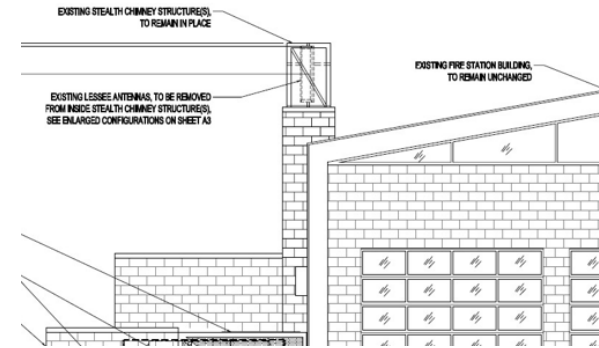 EXISTING STEALTH CHIMNEY STRUCTURE(S),
TO REMAIN IN PLACE
EXISTING FIRE STATION BUILDING,
TO REMAIN UNCHANGED
EXISTING LESSEE ANTENNAS, TO BE REMOVED
FROM INSIDE STEALTH CHIMNEY STRUCTURE(S),
SEE ENLARGED CONFIGURATIONS ON SHEET A3